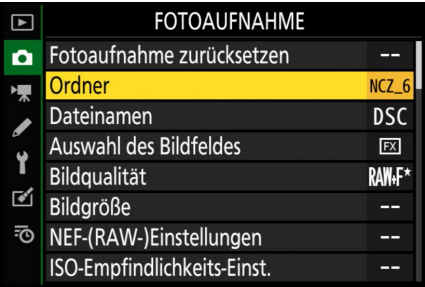 FOTOAUFNAHME
Fotoaufnahme zurücksetzen --
Ordner NCZ_6
Dateinamen DSC
Auswahl des Bildfeldes FX
Bildqualität RAW+F★
Bildgröße --
NEF-(RAW-)Einstellungen --
ISO-Empfindlichkeits-Einst. --